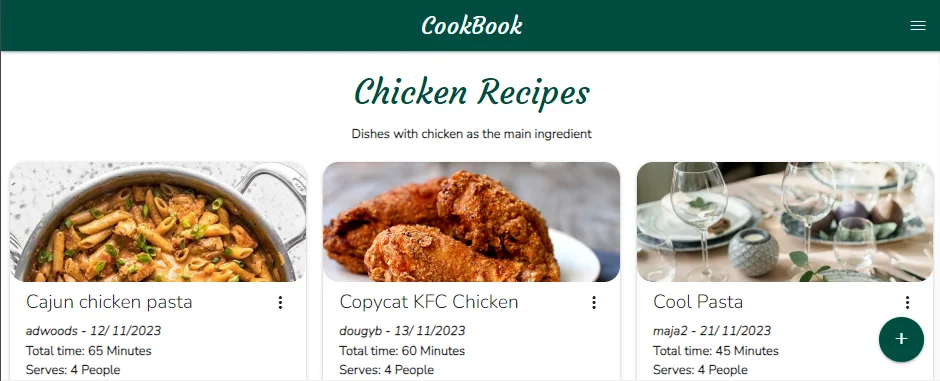 CookBook
Chicken Recipes
Dishes with chicken as the main ingredient
Cajun chicken pasta
adwoods - 12/ 11/2023
Total time: 65 Minutes
Serves: 4 People
Copycat KFC Chicken
dougyb - 13/ 11/2023
Total time: 60 Minutes
Serves: 4 People
Cool Pasta
maja2 - 21/ 11/2023
Total time: 45 Minutes
Serves: 4 People
+